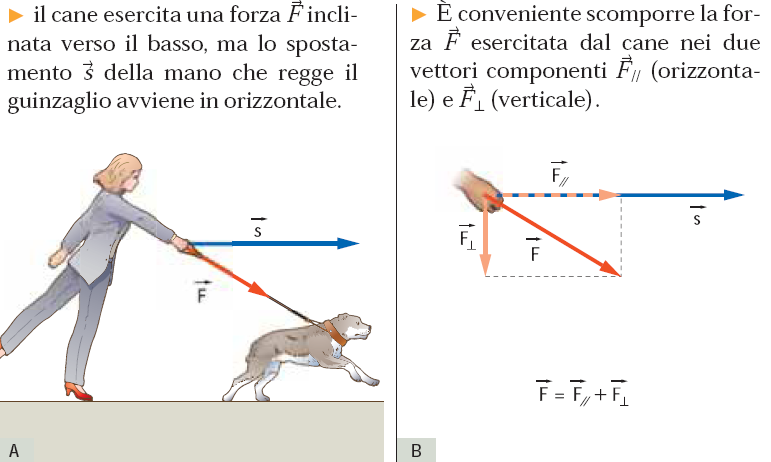 ► il cane esercita una forza F⃗ incli-
nata verso il basso, ma lo sposta-
mento s⃗ della mano che regge il
guinzaglio avviene in orizzontale.
s⃗
F⃗
A
► È conveniente scomporre la for-
za F⃗ esercitata dal cane nei due
vettori componenti F⃗// (orizzonta-
le) e F⃗⊥ (verticale).
F⃗//
s⃗
F⃗⊥
F⃗
F⃗ = F⃗// + F⃗⊥
B